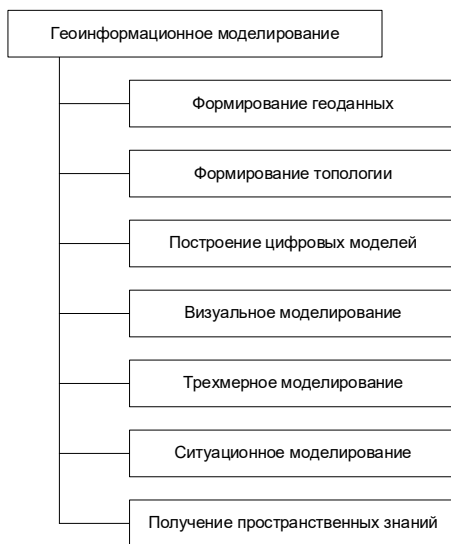 Геоинформационное моделирование
Формирование геоданных
Формирование топологии
Построение цифровых моделей
Визуальное моделирование
Трехмерное моделирование
Ситуационное моделирование
Получение пространственных знаний